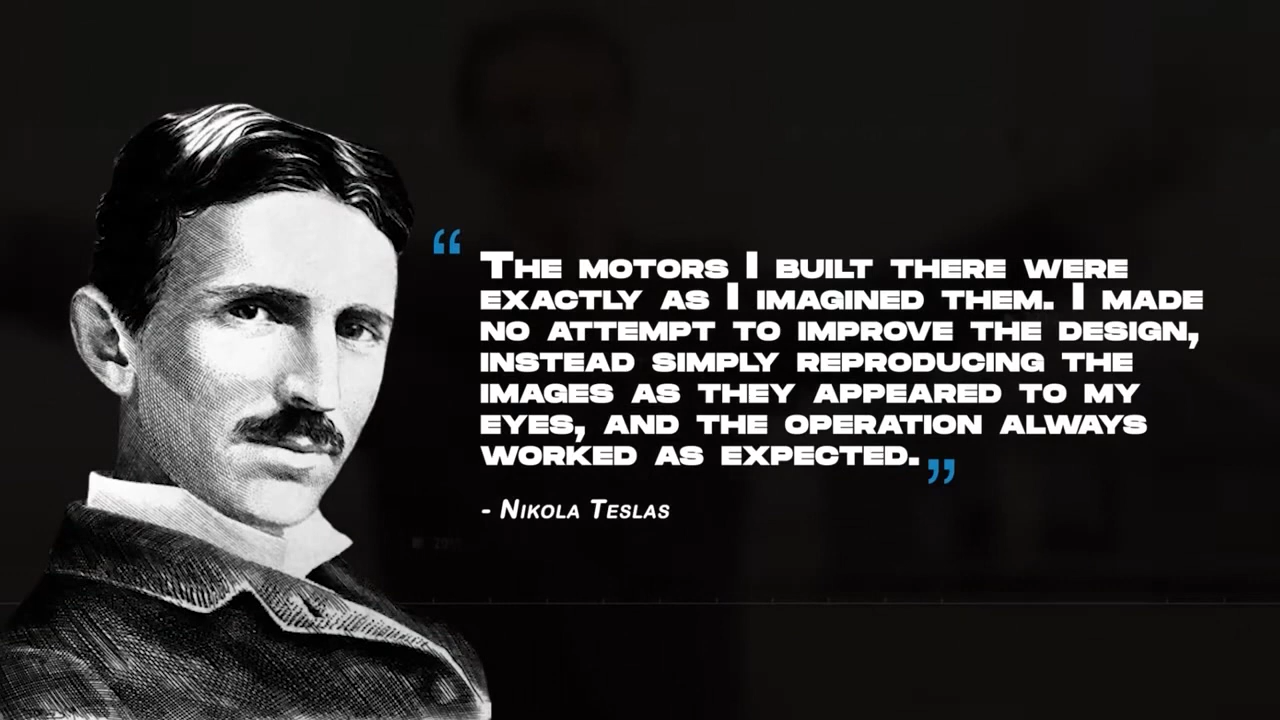 “ The motors I built there were
exactly as I imagined them. I made
no attempt to improve the design,
instead simply reproducing the
images as they appeared to my
eyes, and the operation always
worked as expected. ”
- Nikola Teslas